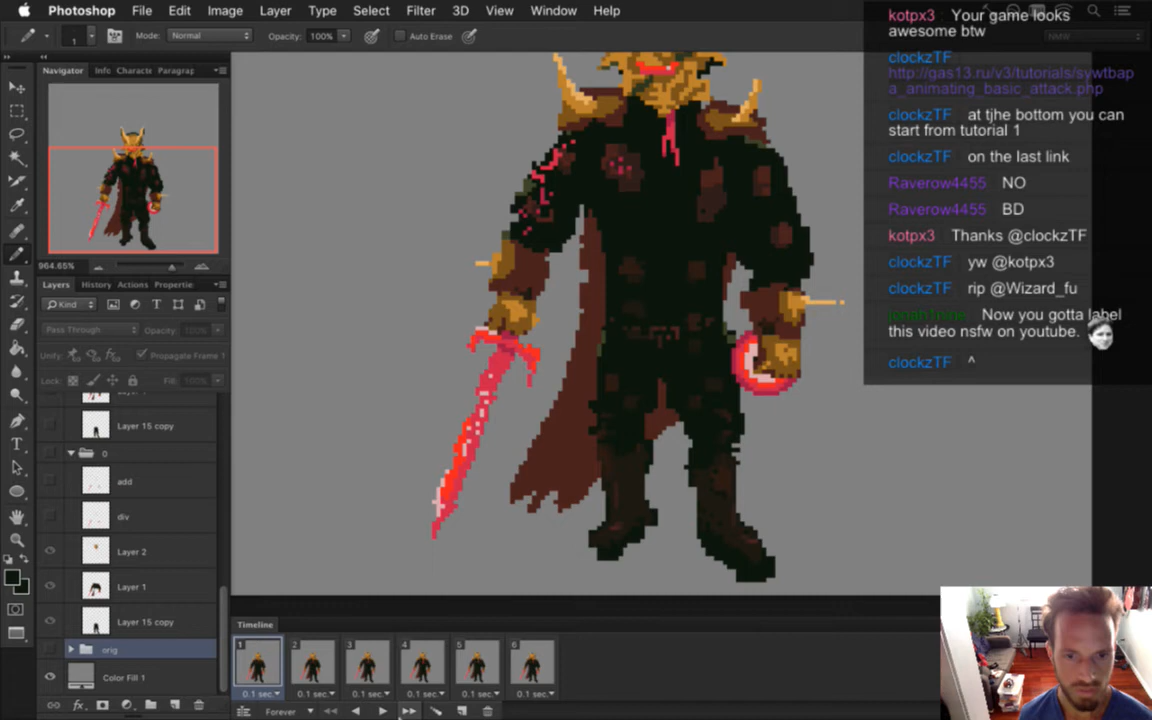 Photoshop File Edit Image Layer Type Select Filter 3D View Window Help
1 Mode: Normal Opacity: 100% Auto Erase
Navigator Info Characte Paragrap
964.65%
Layers History Actions Propertie
Kind
Pass Through Opacity: 100%
Unify: Propagate Frame 1
Lock: Fill: 100%
Layer 15 copy
0
add
div
Layer 2
Layer 1
Layer 15 copy
orig
Color Fill 1
Timeline
1 2 3 4 5 6
0.1 sec. 0.1 sec. 0.1 sec. 0.1 sec. 0.1 sec. 0.1 sec.
Forever
kotpx3 Your game looks
awesome btw
clockzTF
http://gas13.ru/v3/tutorials/sywtbap
a_animating_basic_attack.php
clockzTF at tjhe bottom you can
start from tutorial 1
clockzTF on the last link
Raverow4455 NO
Raverow4455 BD
kotpx3 Thanks @clockzTF
clockzTF yw @kotpx3
clockzTF rip @Wizard_fu
Now you gotta label
this video nsfw on youtube.
clockzTF ^